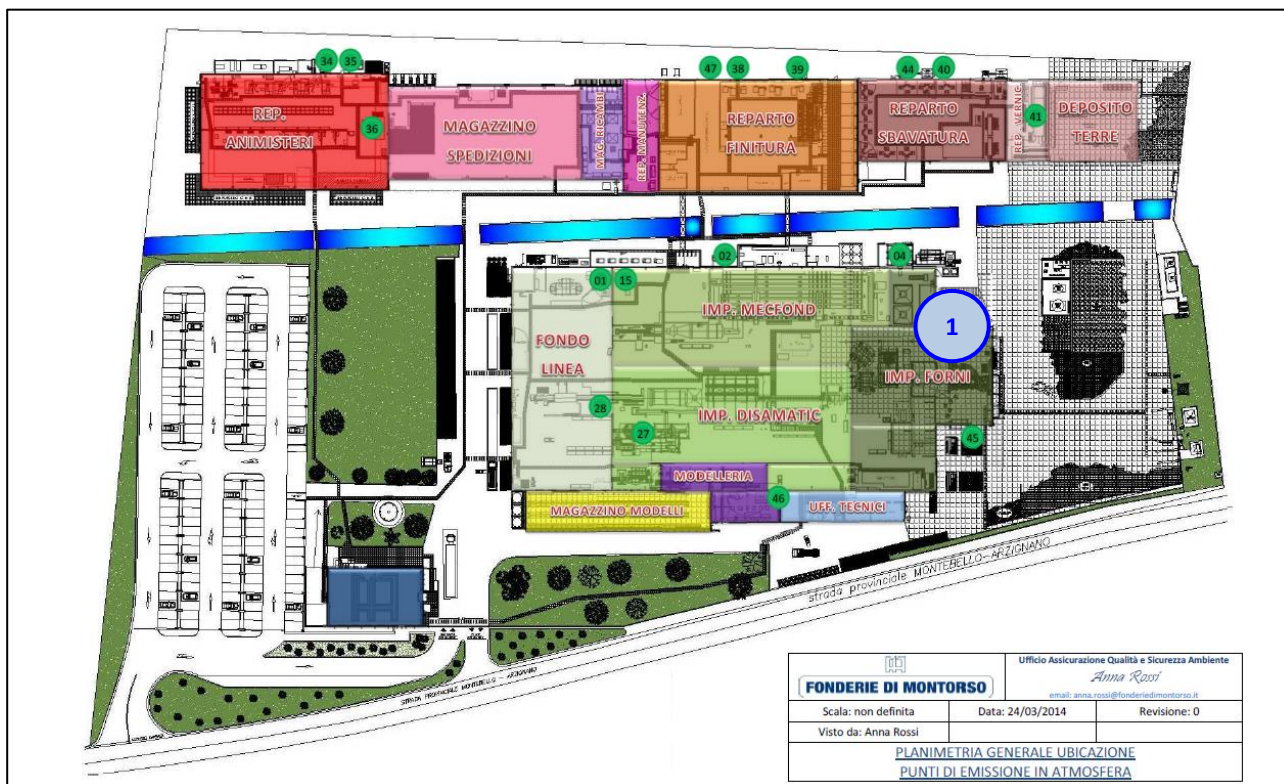 34
35
47
38
39
44
40
REP.
ANIMISTERI
36
MAGAZZINO
SPEDIZIONI
MAG. RICAMBI
REP. MANUTENZ.
REPARTO
FINITURA
REPARTO
SBAVATURA
REP. VERNIC.
41
DEPOSITO
TERRE
02
04
01
15
IMP. MECFOND
1
FONDO
LINEA
IMP. FORNI
28
IMP. DISAMATIC
27
45
MODELLERIA
46
MAGAZZINO MODELLI
UFF. TECNICI
strada provinciale MONTEBELLO-ARZIGNANO
STRADA PROVINCIALE MONTEBELLO - ARZIGNANO
FONDERIE DI MONTORSO
Ufficio Assicurazione Qualità e Sicurezza Ambiente
Anna Rossi
email: anna.rossi@fonderiedimontorso.it
Scala: non definita
Data: 24/03/2014
Revisione: 0
Visto da: Anna Rossi
PLANIMETRIA GENERALE UBICAZIONE
PUNTI DI EMISSIONE IN ATMOSFERA